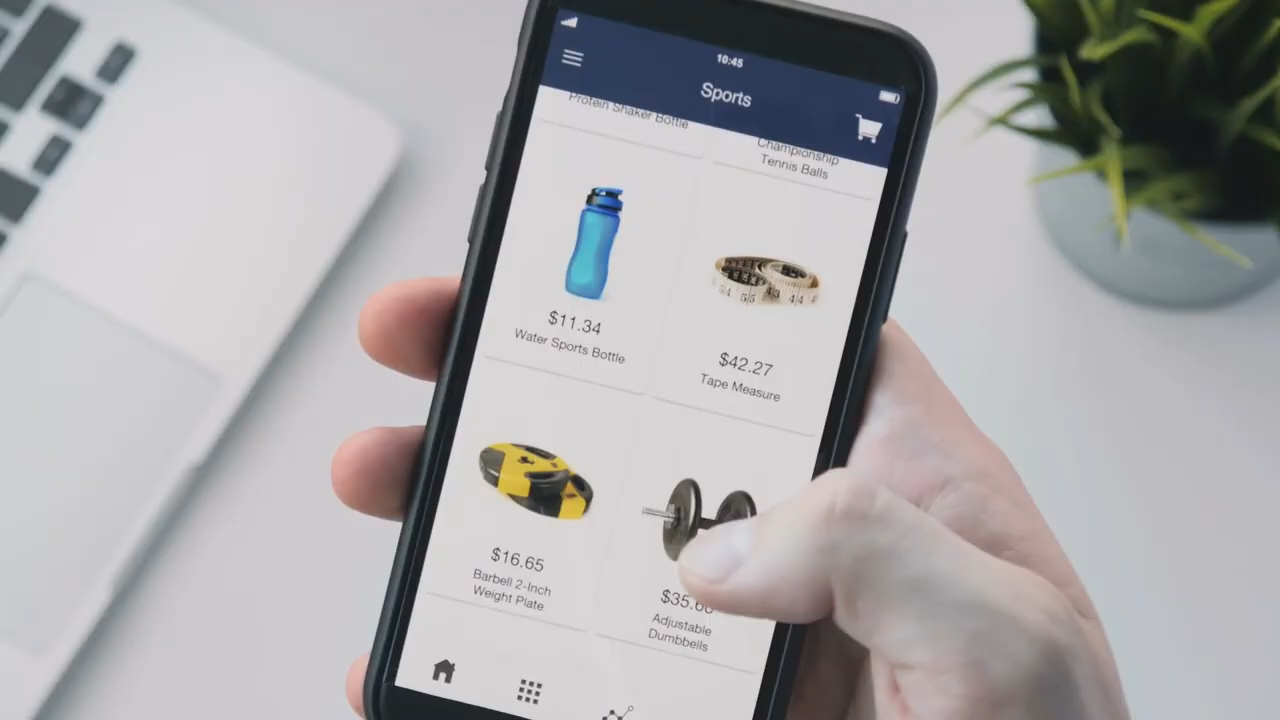 10:45
Sports
Protein Shaker Bottle
Championship
Tennis Balls
$11.34
Water Sports Bottle
$42.27
Tape Measure
$16.65
Barbell 2-Inch
Weight Plate
Adjustable
Dumbbells